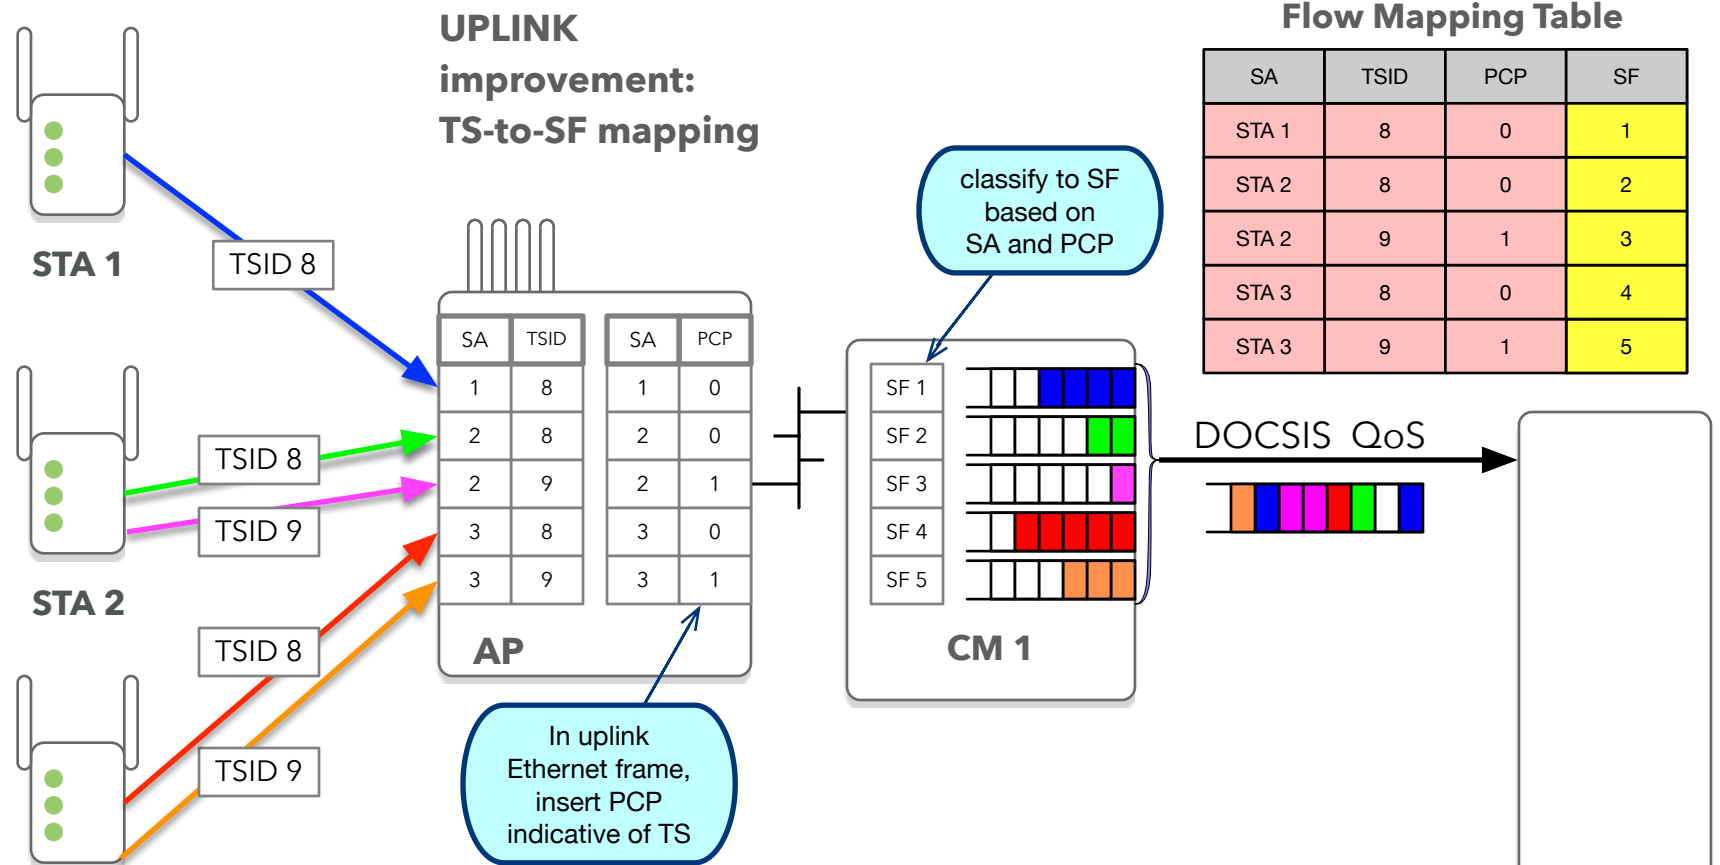 UPLINK
improvement:
TS-to-SF mapping
Flow Mapping Table
SA TSID PCP SF
STA 1 8 0 1
STA 2 8 0 2
STA 2 9 1 3
STA 3 8 0 4
STA 3 9 1 5
classify to SF
based on
SA and PCP
STA 1
TSID 8
STA 2
TSID 8
TSID 9
TSID 8
TSID 9
SA TSID SA PCP
1 8 1 0
2 8 2 0
2 9 2 1
3 8 3 0
3 9 3 1
AP
In uplink
Ethernet frame,
insert PCP
indicative of TS
SF 1
SF 2
SF 3
SF 4
SF 5
CM 1
DOCSIS QoS